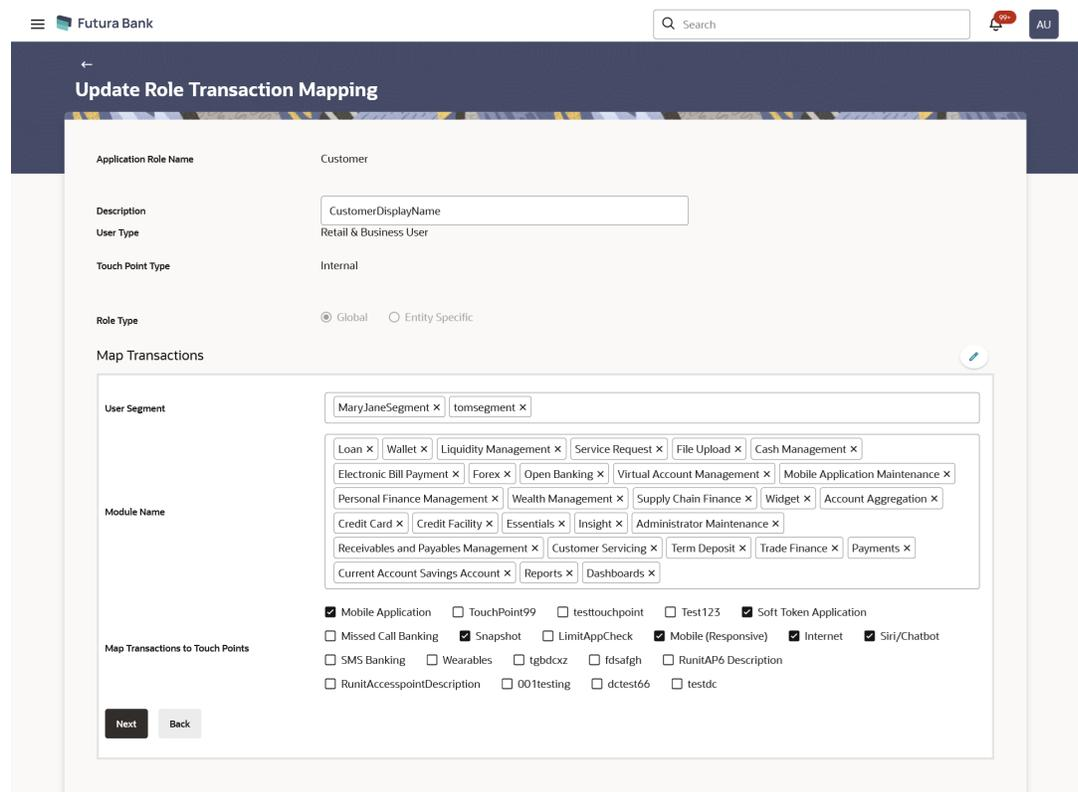 Futura Bank
Search
99+
AU
Update Role Transaction Mapping
Application Role Name Customer
Description CustomerDisplayName
User Type Retail & Business User
Touch Point Type Internal
Role Type Global Entity Specific
Map Transactions
User Segment MaryJaneSegment × tomsegment ×
Loan × Wallet × Liquidity Management × Service Request × File Upload × Cash Management ×
Electronic Bill Payment × Forex × Open Banking × Virtual Account Management × Mobile Application Maintenance ×
Personal Finance Management × Wealth Management × Supply Chain Finance × Widget × Account Aggregation ×
Module Name
Credit Card × Credit Facility × Essentials × Insight × Administrator Maintenance ×
Receivables and Payables Management × Customer Servicing × Term Deposit × Trade Finance × Payments ×
Current Account Savings Account × Reports × Dashboards ×
Mobile Application TouchPoint99 testtouchpoint Test123 Soft Token Application
Missed Call Banking Snapshot LimitAppCheck Mobile (Responsive) Internet Siri/Chatbot
Map Transactions to Touch Points
SMS Banking Wearables tgbdcxz fdsafgh RunitAP6 Description
RunitAccesspointDescription 001testing dctest66 testdc
Next Back